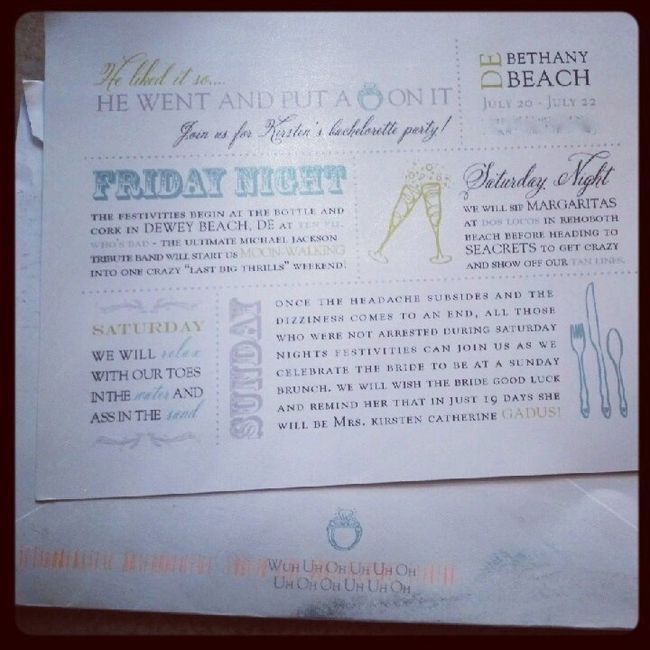 He liked it so....
HE WENT AND PUT A ON IT
Join us for Kirsten's bachelorette party!
DE BETHANY
BEACH
JULY 20 - JULY 22
FRIDAY NIGHT
THE FESTIVITIES BEGIN AT THE BOTTLE AND
CORK IN DEWEY BEACH, DE AT TEN P.M.
WHO'S BAD - THE ULTIMATE MICHAEL JACKSON
TRIBUTE BAND WILL START US MOON-WALKING
INTO ONE CRAZY "LAST BIG THRILLS" WEEKEND!
Saturday Night
WE WILL SIP MARGARITAS
AT DOS LOCOS IN REHOBOTH
BEACH BEFORE HEADING TO
SEACRETS TO GET CRAZY
AND SHOW OFF OUR TAN LINES.
SATURDAY
WE WILL relax
WITH OUR TOES
IN THE water AND
ASS IN THE sand
SUNDAY
ONCE THE HEADACHE SUBSIDES AND THE
DIZZINESS COMES TO AN END, ALL THOSE
WHO WERE NOT ARRESTED DURING SATURDAY
NIGHTS FESTIVITIES CAN JOIN US AS WE
CELEBRATE THE BRIDE TO BE AT A SUNDAY
BRUNCH. WE WILL WISH THE BRIDE GOOD LUCK
AND REMIND HER THAT IN JUST 19 DAYS SHE
WILL BE MRS. KIRSTEN CATHERINE GADUS!
WUH UH OH UH UH OH
UH OH OH UH UH OH